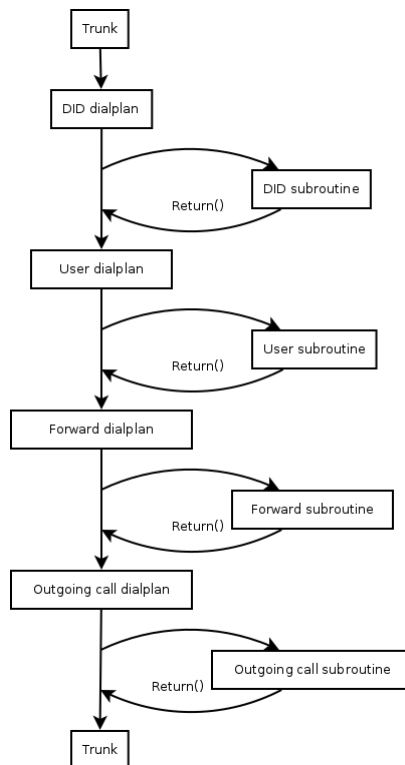 Trunk
DID dialplan
DID subroutine
Return()
User dialplan
User subroutine
Return()
Forward dialplan
Forward subroutine
Return()
Outgoing call dialplan
Outgoing call subroutine
Return()
Trunk